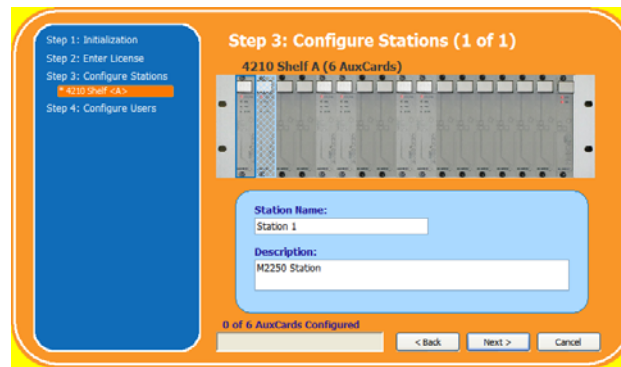 Step 1: Initialization
Step 2: Enter License
Step 3: Configure Stations
* 4210 Shelf <A>
Step 4: Configure Users
Step 3: Configure Stations (1 of 1)
4210 Shelf A (6 AuxCards)
Station Name:
Station 1
Description:
M2250 Station
0 of 6 AuxCards Configured
< Back
Next >
Cancel